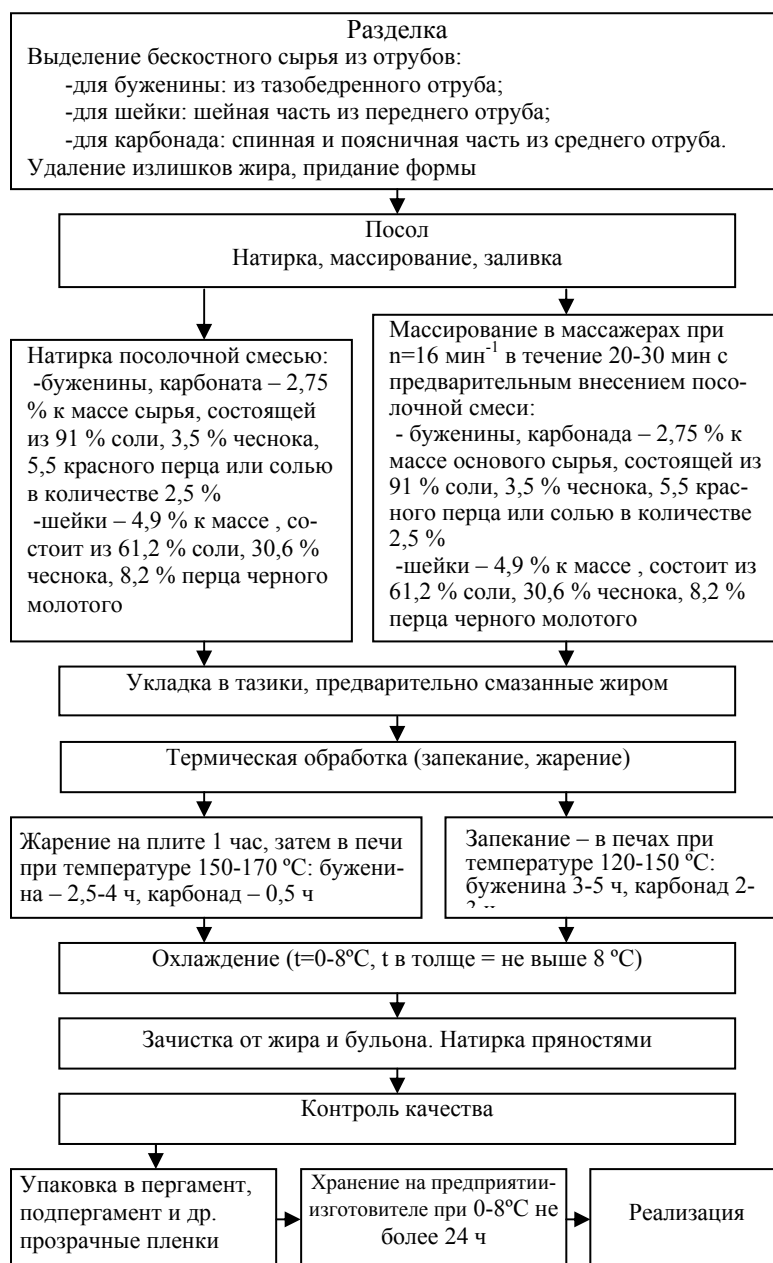 Разделка
Выделение бескостного сырья из отрубов:
-для буженины: из тазобедренного отруба;
-для шейки: шейная часть из переднего отруба;
-для карбонада: спинная и поясничная часть из среднего отруба.
Удаление излишков жира, придание формы
Посол
Натирка, массирование, заливка
Натирка посолочной смесью:
-буженины, карбоната – 2,75
% к массе сырья, состоящей
из 91 % соли, 3,5 % чеснока,
5,5 красного перца или солью
в количестве 2,5 %
-шейки – 4,9 % к массе , со-
стоит из 61,2 % соли, 30,6 %
чеснока, 8,2 % перца черного
молотого
Массирование в массажерах при
n=16 мин⁻¹ в течение 20-30 мин с
предварительным внесением посо-
лочной смеси:
- буженины, карбонада – 2,75 % к
массе основого сырья, состоящей из
91 % соли, 3,5 % чеснока, 5,5 крас-
ного перца или солью в количестве
2,5 %
-шейки – 4,9 % к массе , состоит из
61,2 % соли, 30,6 % чеснока, 8,2 %
перца черного молотого
Укладка в тазики, предварительно смазанные жиром
Термическая обработка (запекание, жарение)
Жарение на плите 1 час, затем в печи
при температуре 150-170 ºС: бужени-
на – 2,5-4 ч, карбонад – 0,5 ч
Запекание – в печах при
температуре 120-150 ºС:
буженина 3-5 ч, карбонад 2-
Охлаждение (t=0-8ºС, t в толще = не выше 8 ºС)
Зачистка от жира и бульона. Натирка пряностями
Контроль качества
Упаковка в пергамент,
подпергамент и др.
прозрачные пленки
Хранение на предприятии-
изготовителе при 0-8ºС не
более 24 ч
Реализация